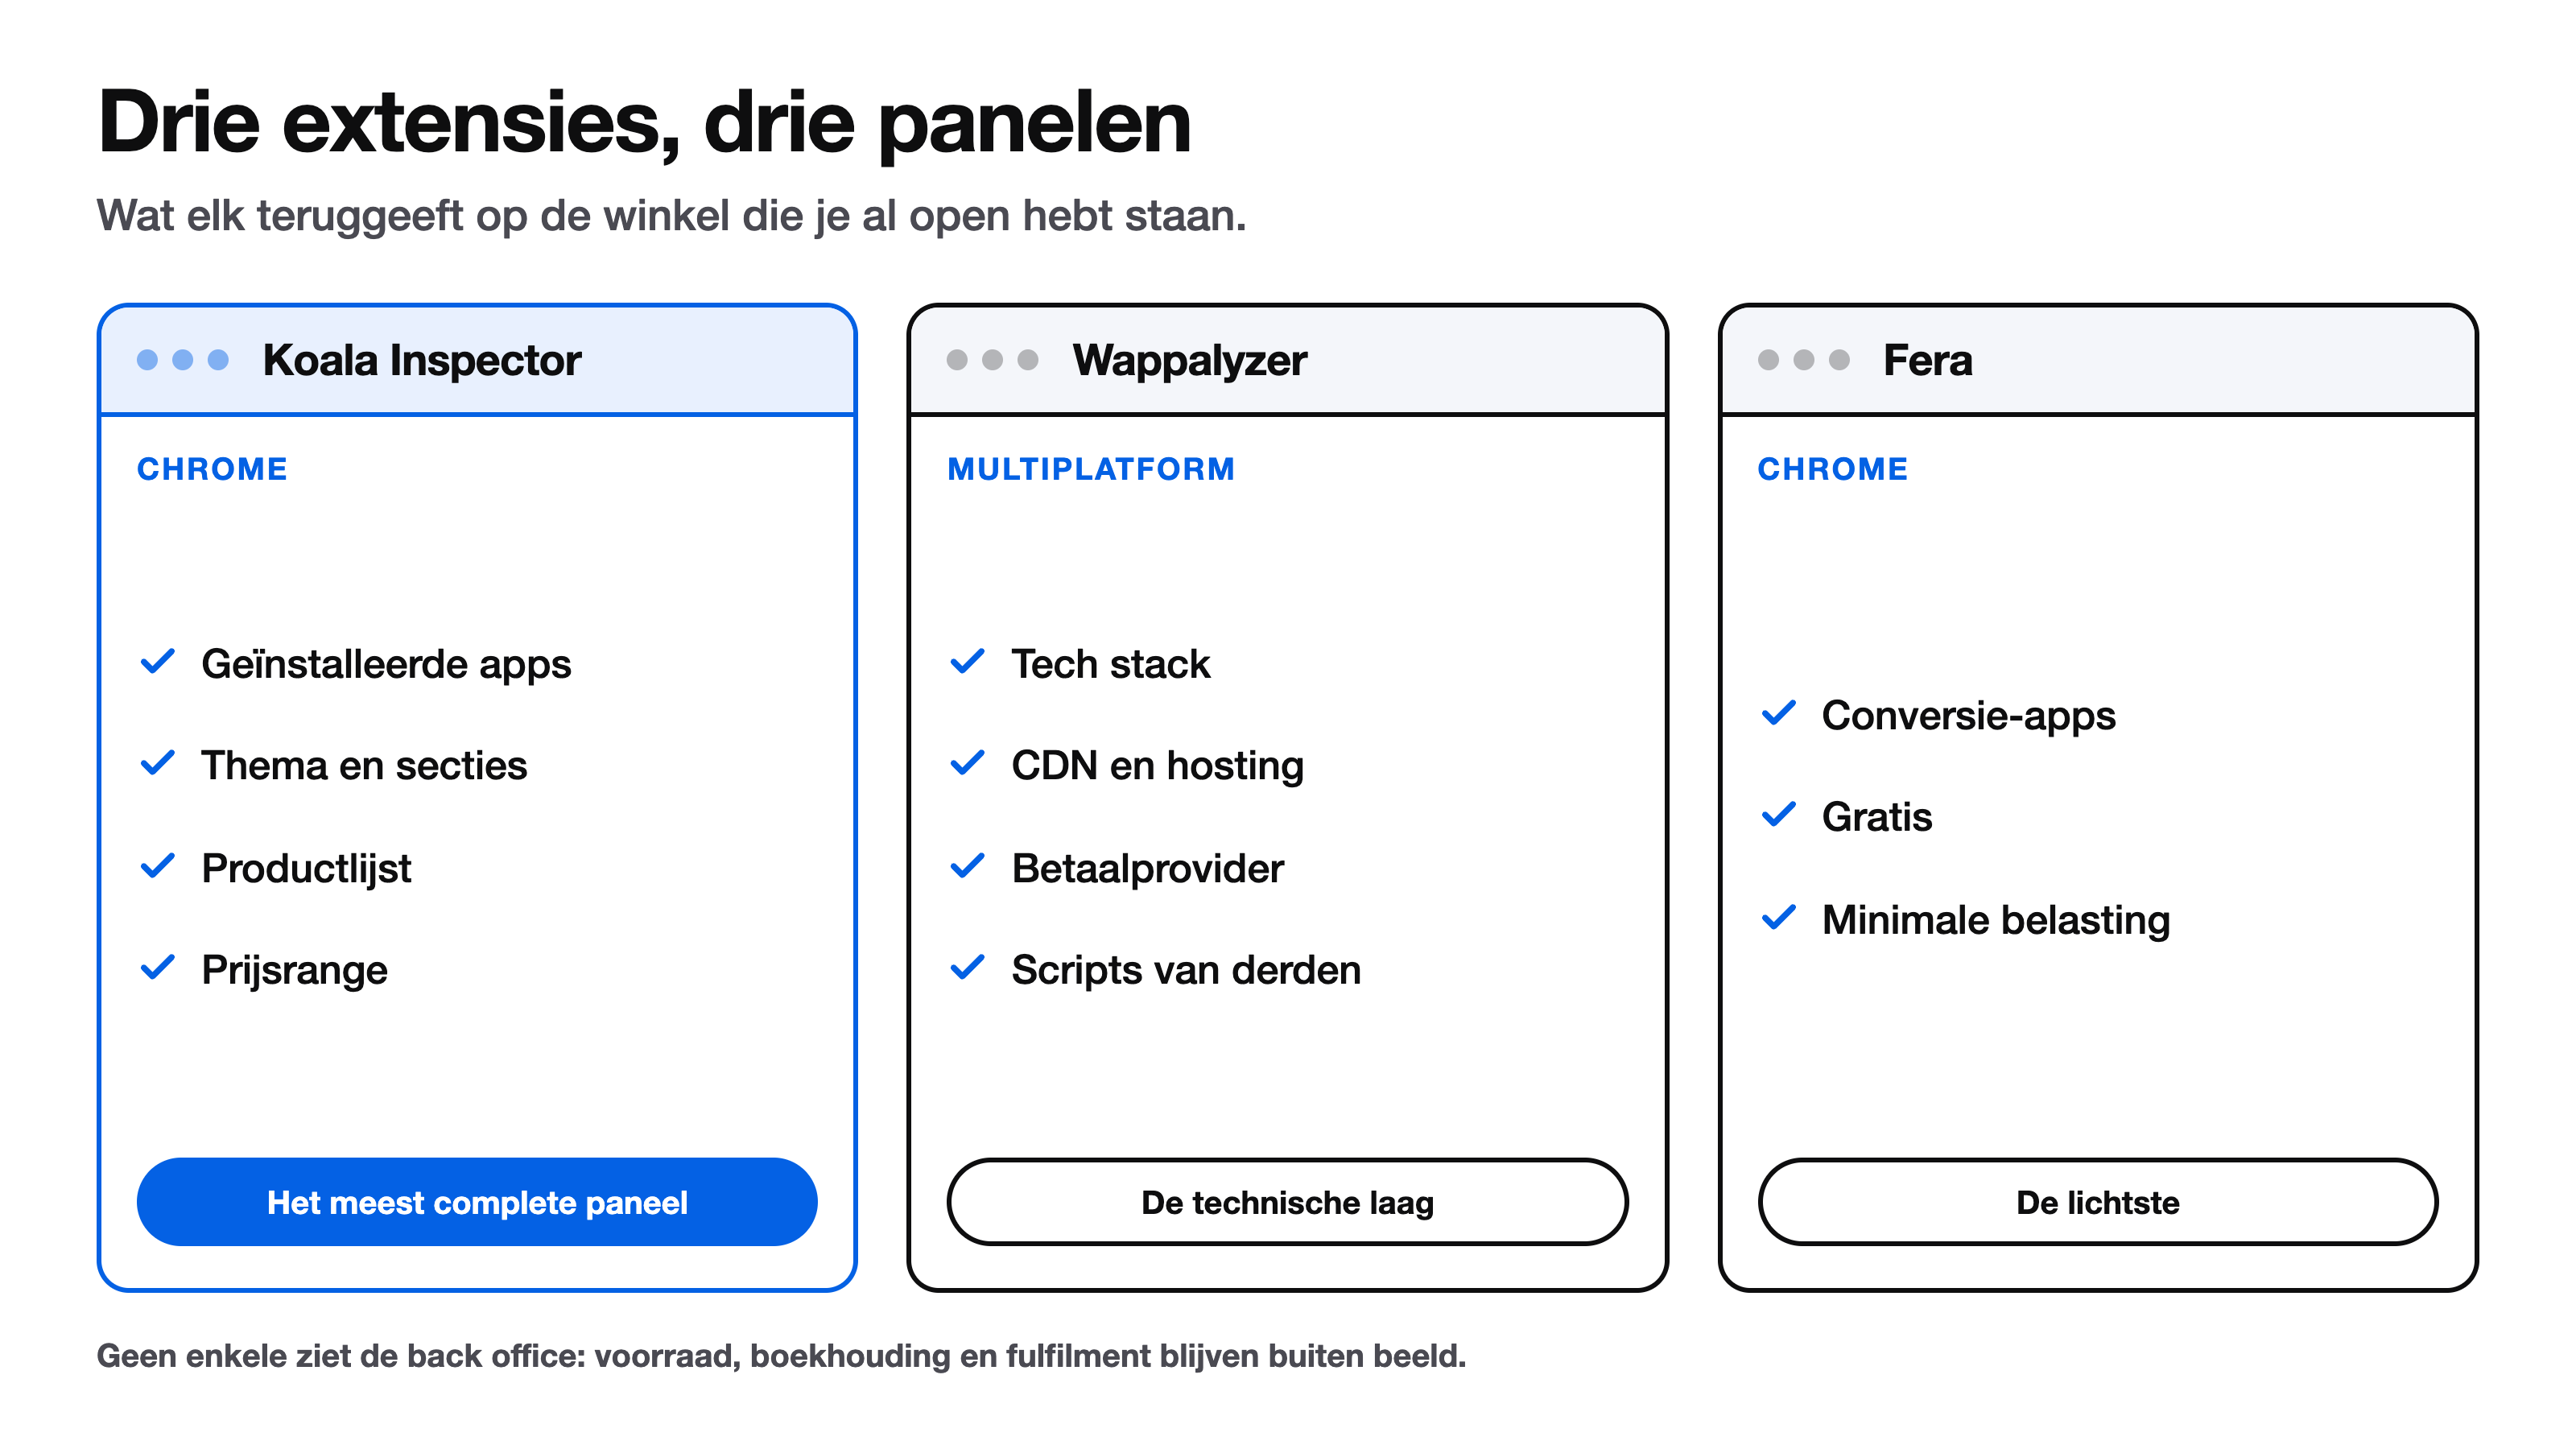 Drie extensies, drie panelen
Wat elk teruggeeft op de winkel die je al open hebt staan.
Koala Inspector
CHROME
Geïnstalleerde apps
Thema en secties
Productlijst
Prijsrange
Het meest complete paneel
Wappalyzer
MULTIPLATFORM
Tech stack
CDN en hosting
Betaalprovider
Scripts van derden
De technische laag
Fera
CHROME
Conversie-apps
Gratis
Minimale belasting
De lichtste
Geen enkele ziet de back office: voorraad, boekhouding en fulfilment blijven buiten beeld.